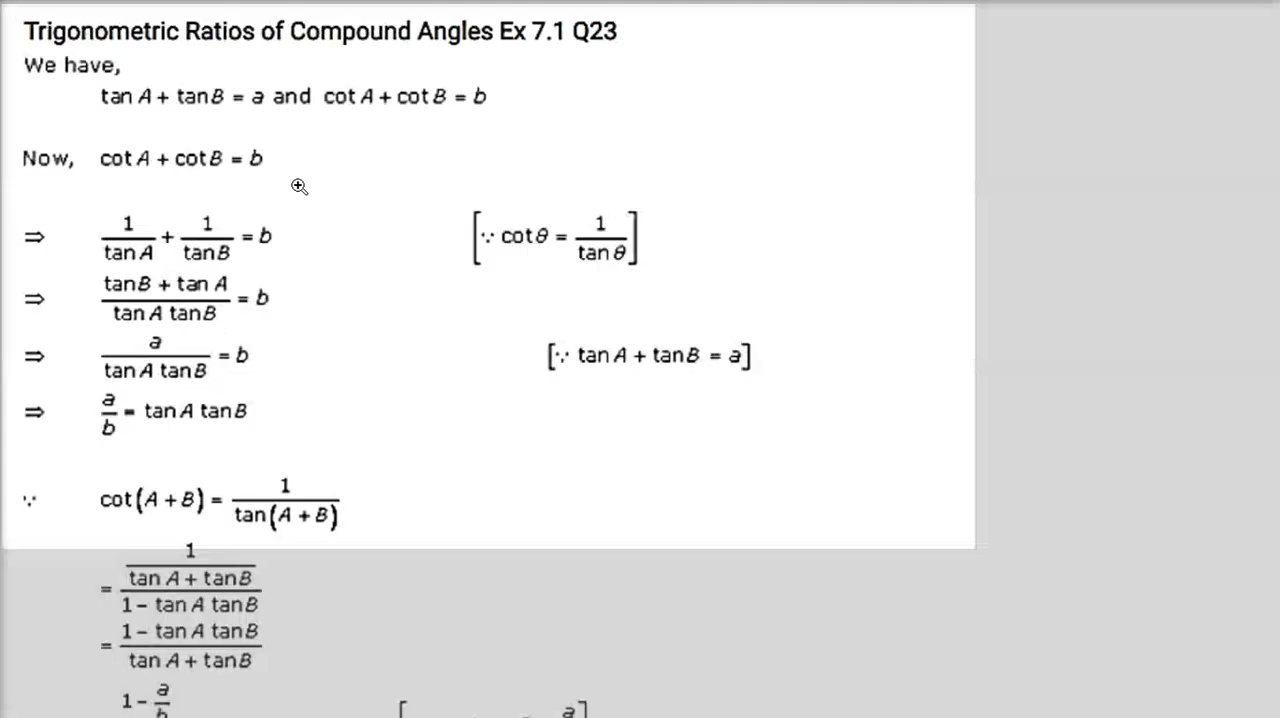 Trigonometric Ratios of Compound Angles Ex 7.1 Q23
We have,
tan A + tan B = a and cot A + cot B = b
Now, cot A + cot B = b
⇒ 1/tan A + 1/tan B = b [∵ cot θ = 1/tan θ]
⇒ (tan B + tan A)/(tan A tan B) = b
⇒ a/(tan A tan B) = b [∵ tan A + tan B = a]
⇒ a/b = tan A tan B
∵ cot(A + B) = 1/tan(A + B)
= 1/((tan A + tan B)/(1 - tan A tan B))
= (1 - tan A tan B)/(tan A + tan B)
1 - a/b [ a ]